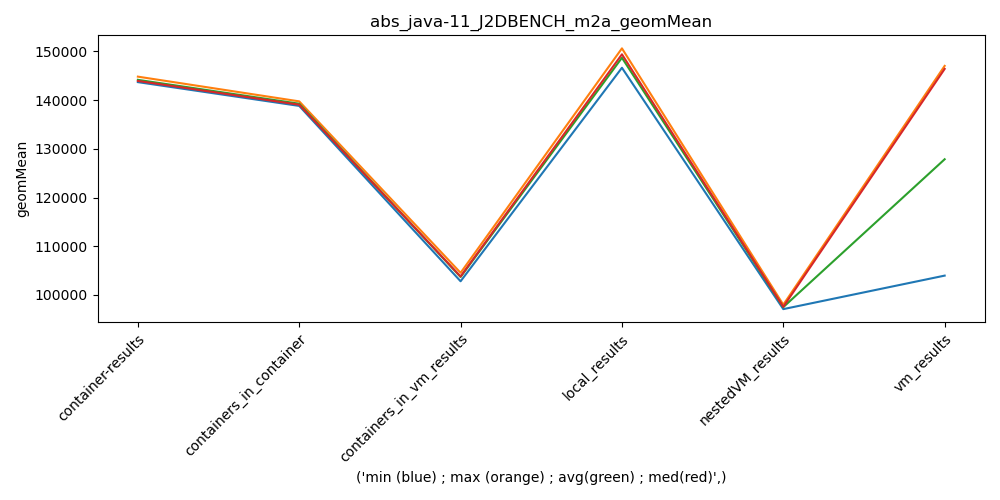 abs_java-11_J2DBENCH_m2a_geomMean
150000
140000
130000
120000
110000
100000
geomMean
container-results
containers_in_container
containers_in_vm_results
local_results
nestedVM_results
vm_results
('min (blue) ; max (orange) ; avg(green) ; med(red)',)